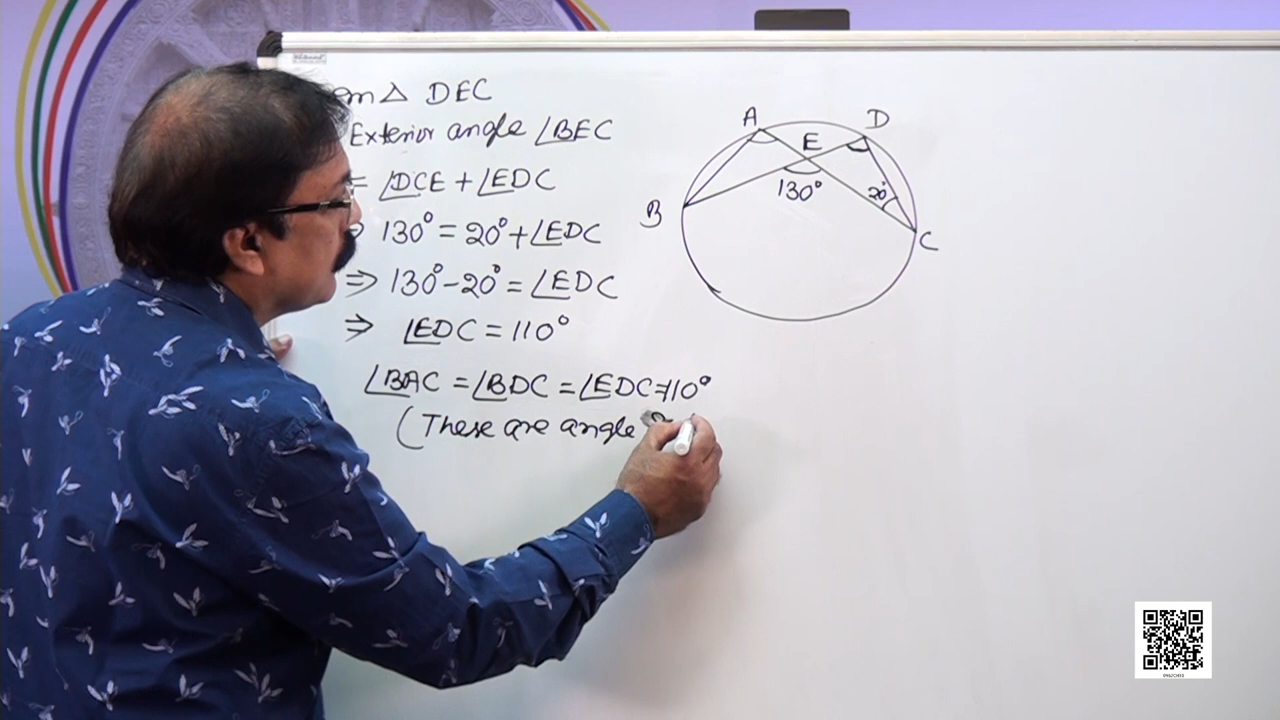 m Δ DEC
Exterior angle ∠BEC
= ∠DCE + ∠EDC
130° = 20° + ∠EDC
⇒ 130° - 20° = ∠EDC
⇒ ∠EDC = 110°
∠BAC = ∠BDC = ∠EDC = 110°
(These are angle
A
D
E
130°
20°
B
C